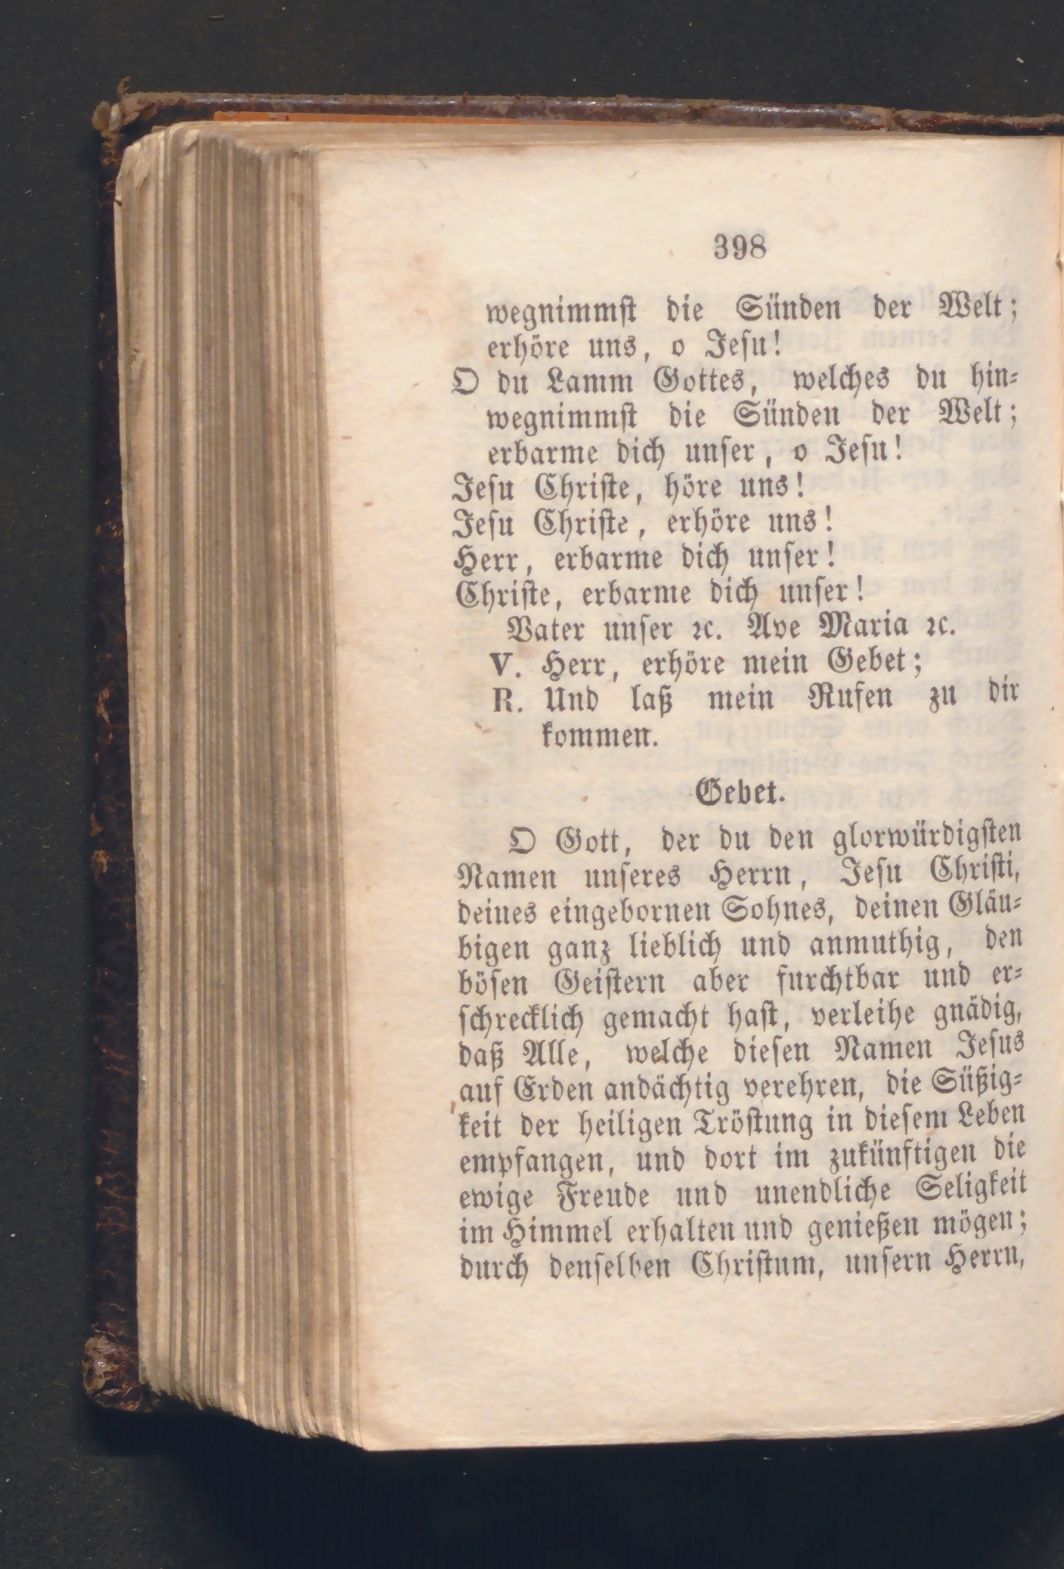 398
wegnimmst die Sünden der Welt;
erhöre uns, o Jesu!
O du Lamm Gottes, welches du hin-
wegnimmst die Sünden der Welt;
erbarme dich unser, o Jesu!
Jesu Christe, höre uns!
Jesu Christe, erhöre uns!
Herr, erbarme dich unser!
Christe, erbarme dich unser!
Vater unser ꝛc. Ave Maria ꝛc.
V. Herr, erhöre mein Gebet;
R. Und laß mein Rufen zu dir
kommen.
Gebet.
O Gott, der du den glorwürdigsten
Namen unseres Herrn, Jesu Christi,
deines eingebornen Sohnes, deinen Gläu-
bigen ganz lieblich und anmuthig, den
bösen Geistern aber furchtbar und er-
schrecklich gemacht hast, verleihe gnädig,
daß Alle, welche diesen Namen Jesus
auf Erden andächtig verehren, die Süßig-
keit der heiligen Tröstung in diesem Leben
empfangen, und dort im zukünftigen die
ewige Freude und unendliche Seligkeit
im Himmel erhalten und genießen mögen;
durch denselben Christum, unsern Herrn,